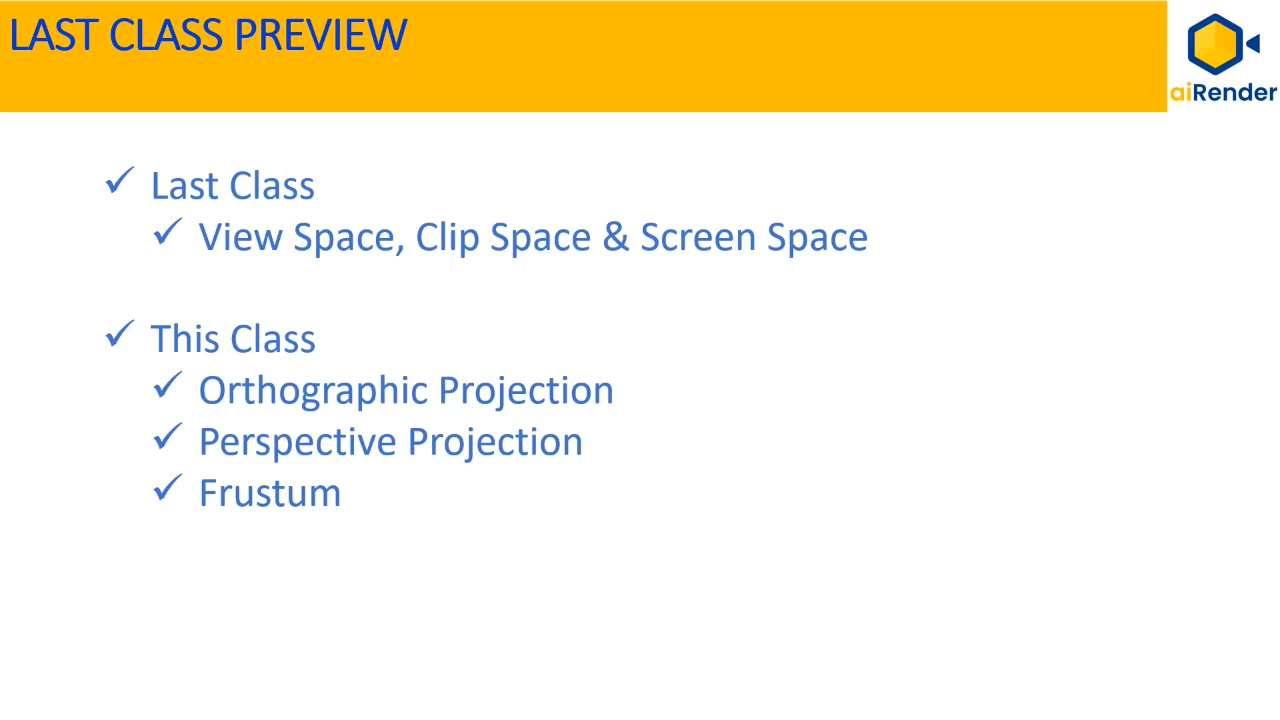 LAST CLASS PREVIEW
aiRender
✓ Last Class
✓ View Space, Clip Space & Screen Space
✓ This Class
✓ Orthographic Projection
✓ Perspective Projection
✓ Frustum